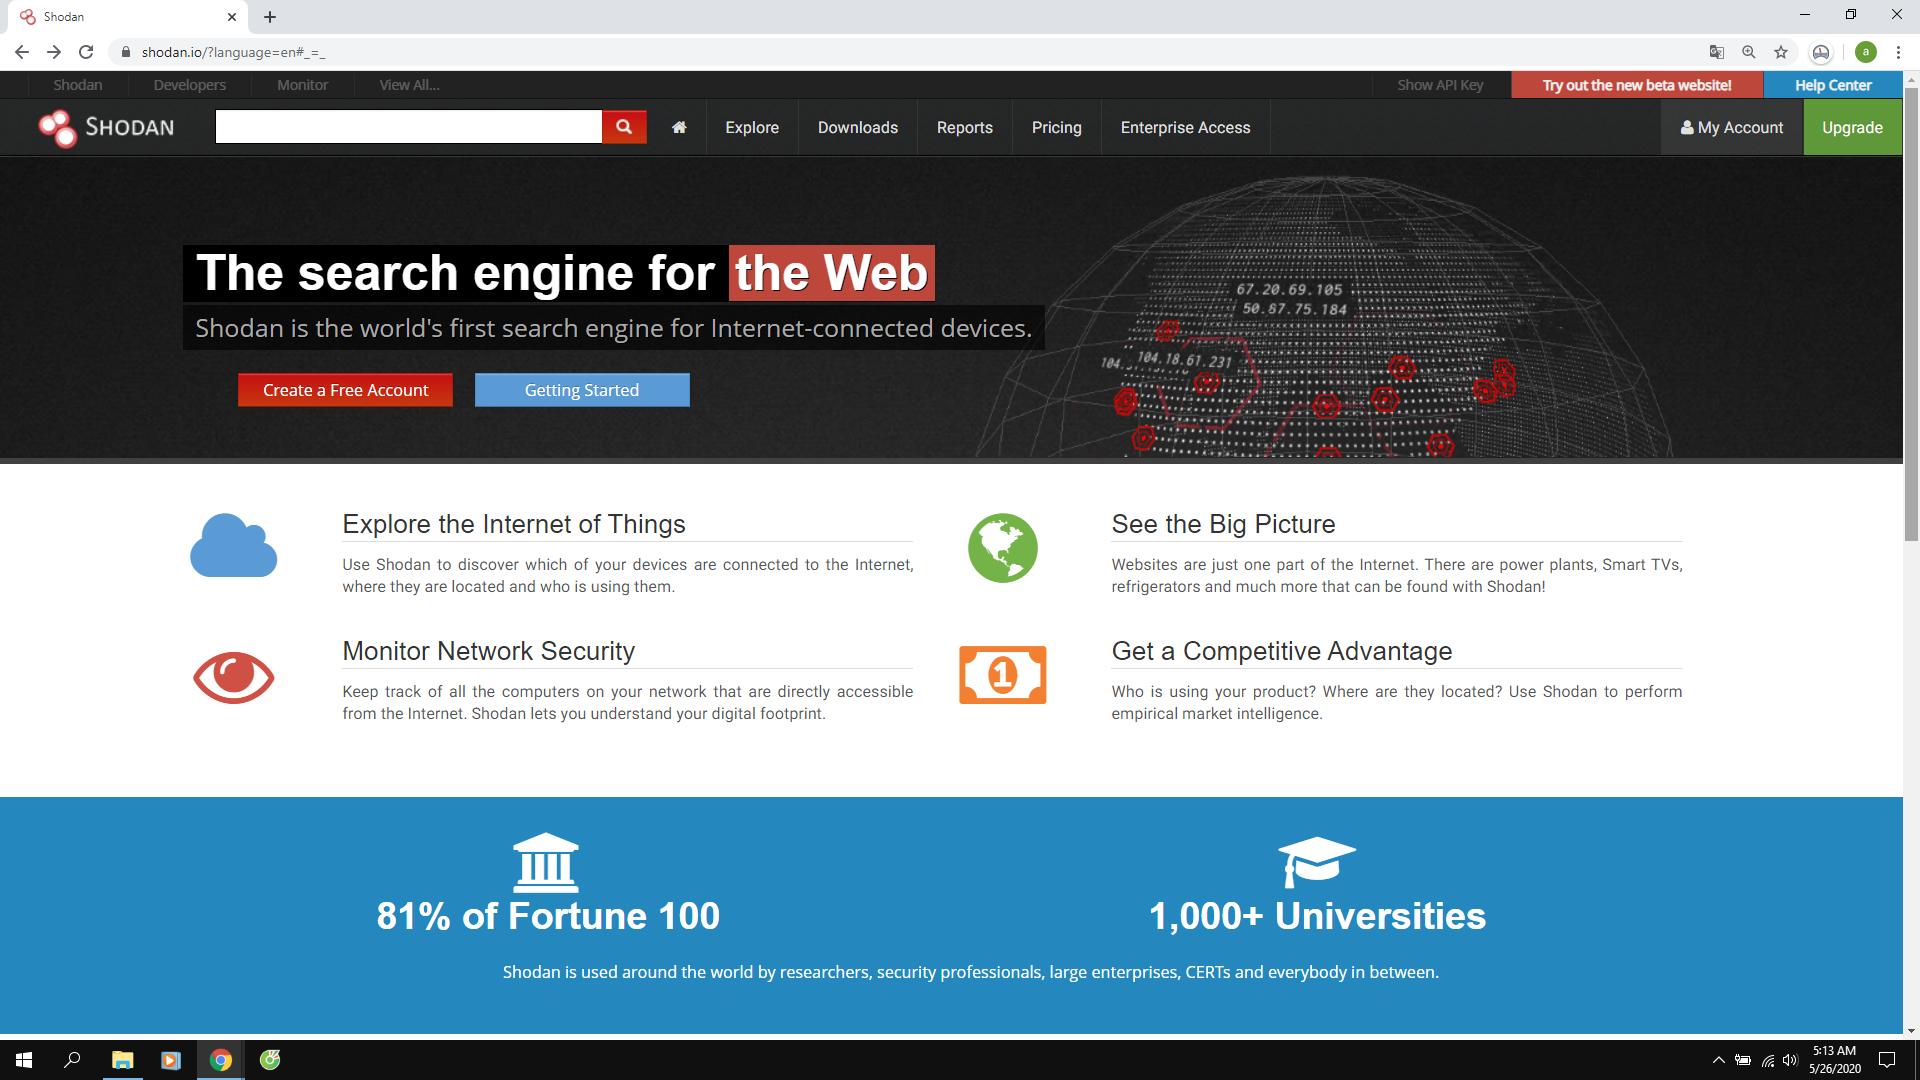 Shodan
shodan.io/?language=en#_=_
a
Shodan
Developers
Monitor
View All...
Show API Key
Try out the new beta website!
Help Center
SHODAN
Explore
Downloads
Reports
Pricing
Enterprise Access
My Account
Upgrade
The search engine for the Web
Shodan is the world's first search engine for Internet-connected devices.
Create a Free Account
Getting Started
67.20.69.105
50.87.75.184
104.18.61.231
104.
Explore the Internet of Things
Use Shodan to discover which of your devices are connected to the Internet,
where they are located and who is using them.
See the Big Picture
Websites are just one part of the Internet. There are power plants, Smart TVs,
refrigerators and much more that can be found with Shodan!
Monitor Network Security
Keep track of all the computers on your network that are directly accessible
from the Internet. Shodan lets you understand your digital footprint.
1
Get a Competitive Advantage
Who is using your product? Where are they located? Use Shodan to perform
empirical market intelligence.
81% of Fortune 100
1,000+ Universities
Shodan is used around the world by researchers, security professionals, large enterprises, CERTs and everybody in between.
5:13 AM
5/26/2020